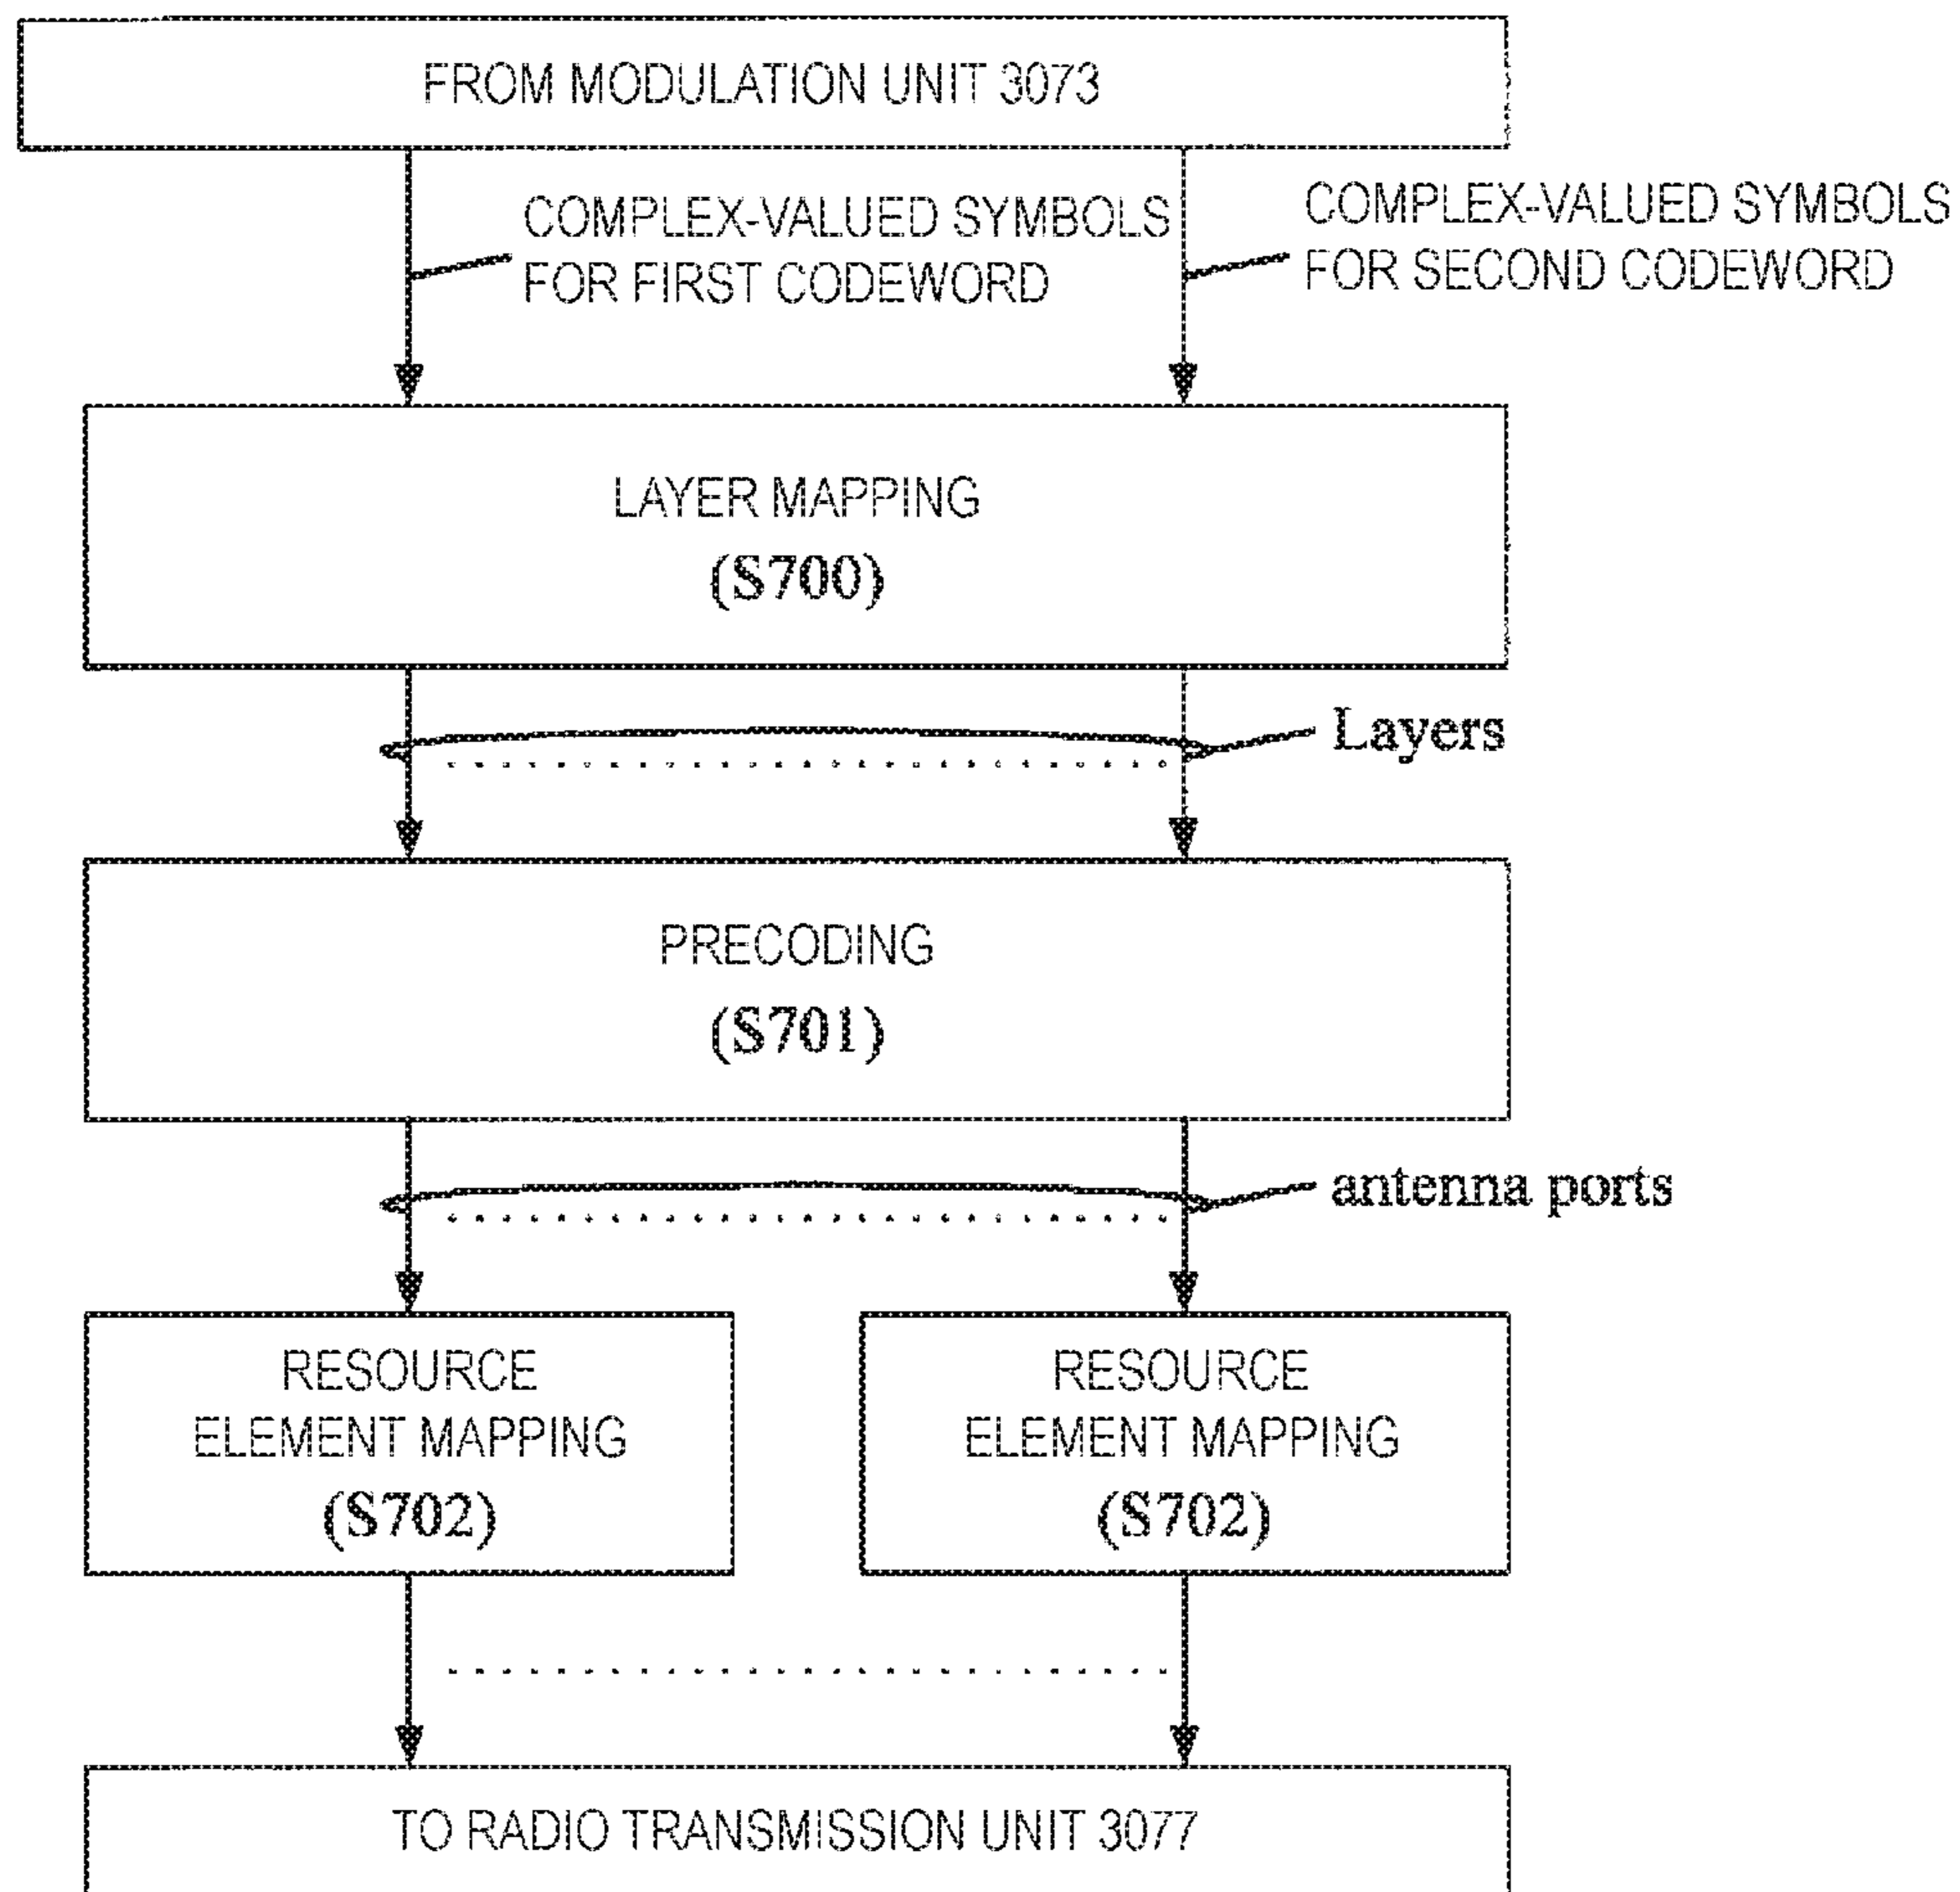 FROM MODULATION UNIT 3073
COMPLEX-VALUED SYMBOLS
FOR FIRST CODEWORD
COMPLEX-VALUED SYMBOLS
FOR SECOND CODEWORD
LAYER MAPPING
(S700)
Layers
PRECODING
(S701)
antenna ports
RESOURCE
ELEMENT MAPPING
(S702)
RESOURCE
ELEMENT MAPPING
(S702)
TO RADIO TRANSMISSION UNIT 3077